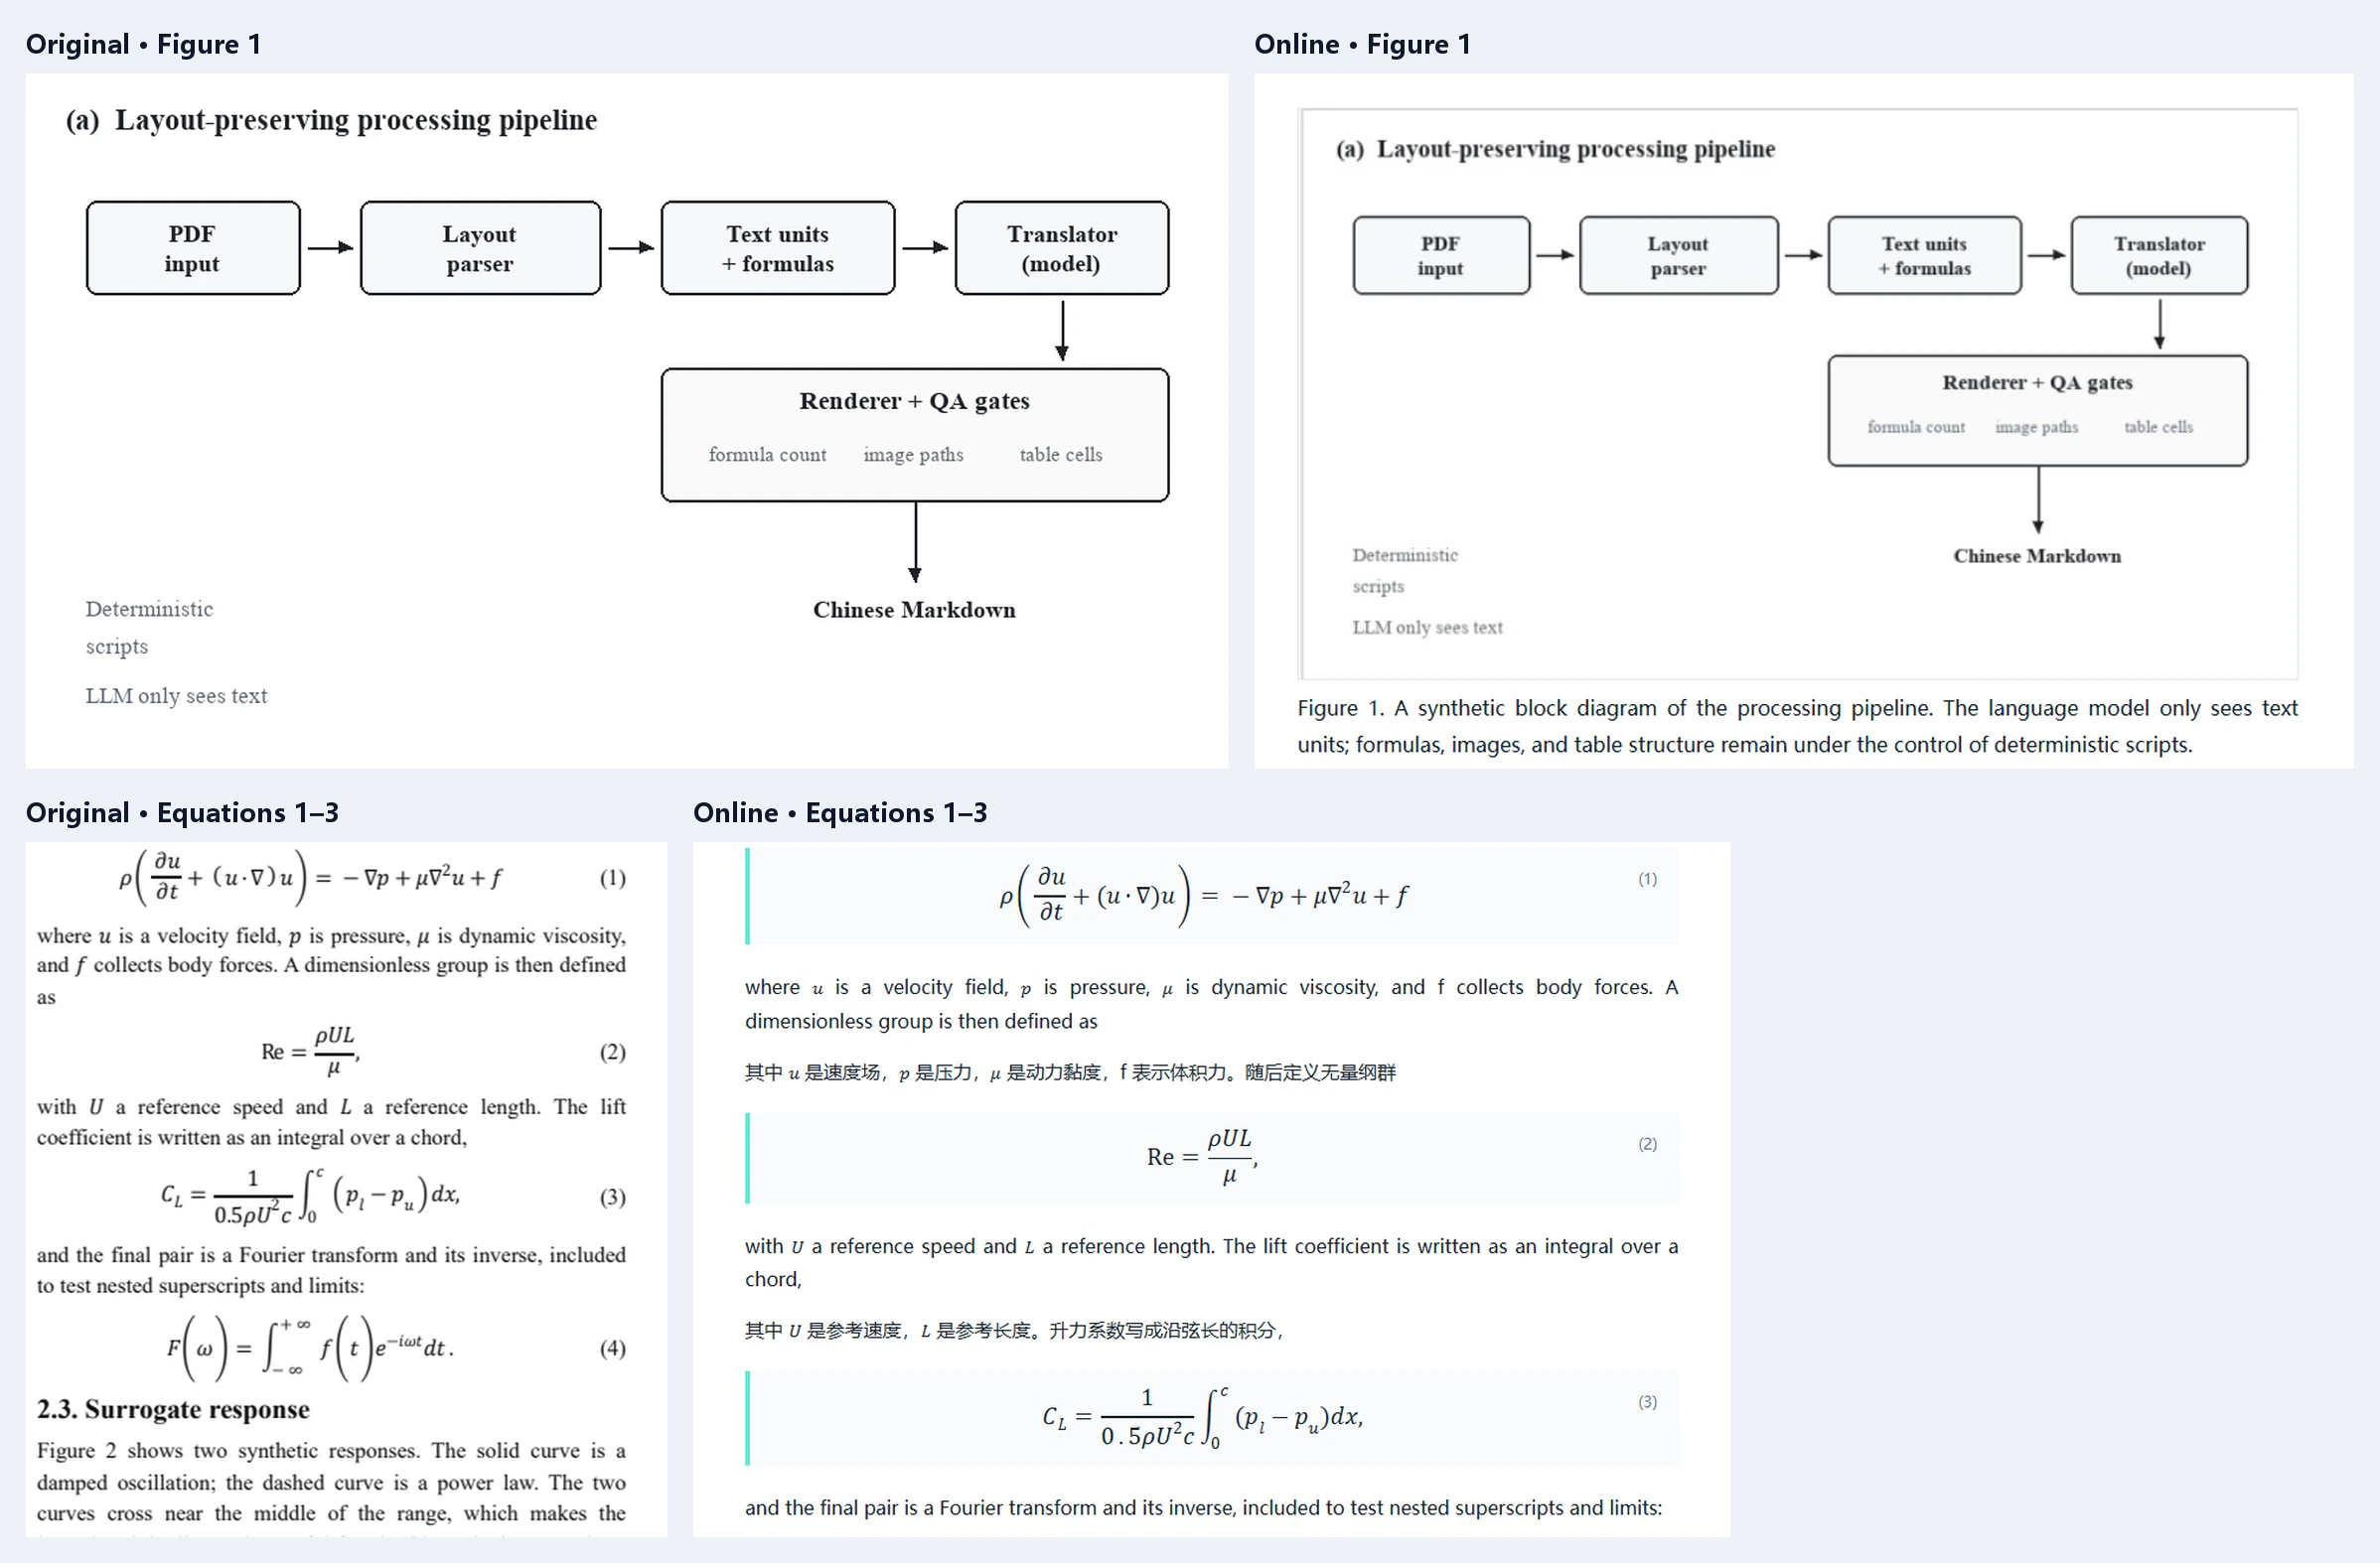 Original • Figure 1
(a) Layout-preserving processing pipeline
PDF
input
Layout
parser
Text units
+ formulas
Translator
(model)
Renderer + QA gates
formula count image paths table cells
Chinese Markdown
Deterministic
scripts
LLM only sees text
Online • Figure 1
(a) Layout-preserving processing pipeline
PDF
input
Layout
parser
Text units
+ formulas
Translator
(model)
Renderer + QA gates
formula count image paths table cells
Chinese Markdown
Deterministic
scripts
LLM only sees text
Figure 1. A synthetic block diagram of the processing pipeline. The language model only sees text
units; formulas, images, and table structure remain under the control of deterministic scripts.
Original • Equations 1–3
ρ(∂u/∂t + (u·∇)u) = −∇p + μ∇²u + f (1)
where u is a velocity field, p is pressure, μ is dynamic viscosity,
and f collects body forces. A dimensionless group is then defined
as
Re = ρUL/μ, (2)
with U a reference speed and L a reference length. The lift
coefficient is written as an integral over a chord,
C_L = 1/(0.5ρU²c) ∫_0^c (p_l − p_u)dx, (3)
and the final pair is a Fourier transform and its inverse, included
to test nested superscripts and limits:
F(ω) = ∫_{−∞}^{+∞} f(t)e^{−iωt}dt. (4)
2.3. Surrogate response
Figure 2 shows two synthetic responses. The solid curve is a
damped oscillation; the dashed curve is a power law. The two
curves cross near the middle of the range, which makes the
Online • Equations 1–3
ρ(∂u/∂t + (u·∇)u) = −∇p + μ∇²u + f (1)
where u is a velocity field, p is pressure, μ is dynamic viscosity, and f collects body forces. A
dimensionless group is then defined as
其中 u 是速度场，p 是压力，μ 是动力黏度，f 表示体积力。随后定义无量纲群
Re = ρUL/μ, (2)
with U a reference speed and L a reference length. The lift coefficient is written as an integral over a
chord,
其中 U 是参考速度，L 是参考长度。升力系数写成沿弦长的积分，
C_L = 1/(0.5ρU²c) ∫_0^c (p_l − p_u)dx, (3)
and the final pair is a Fourier transform and its inverse, included to test nested superscripts and limits: